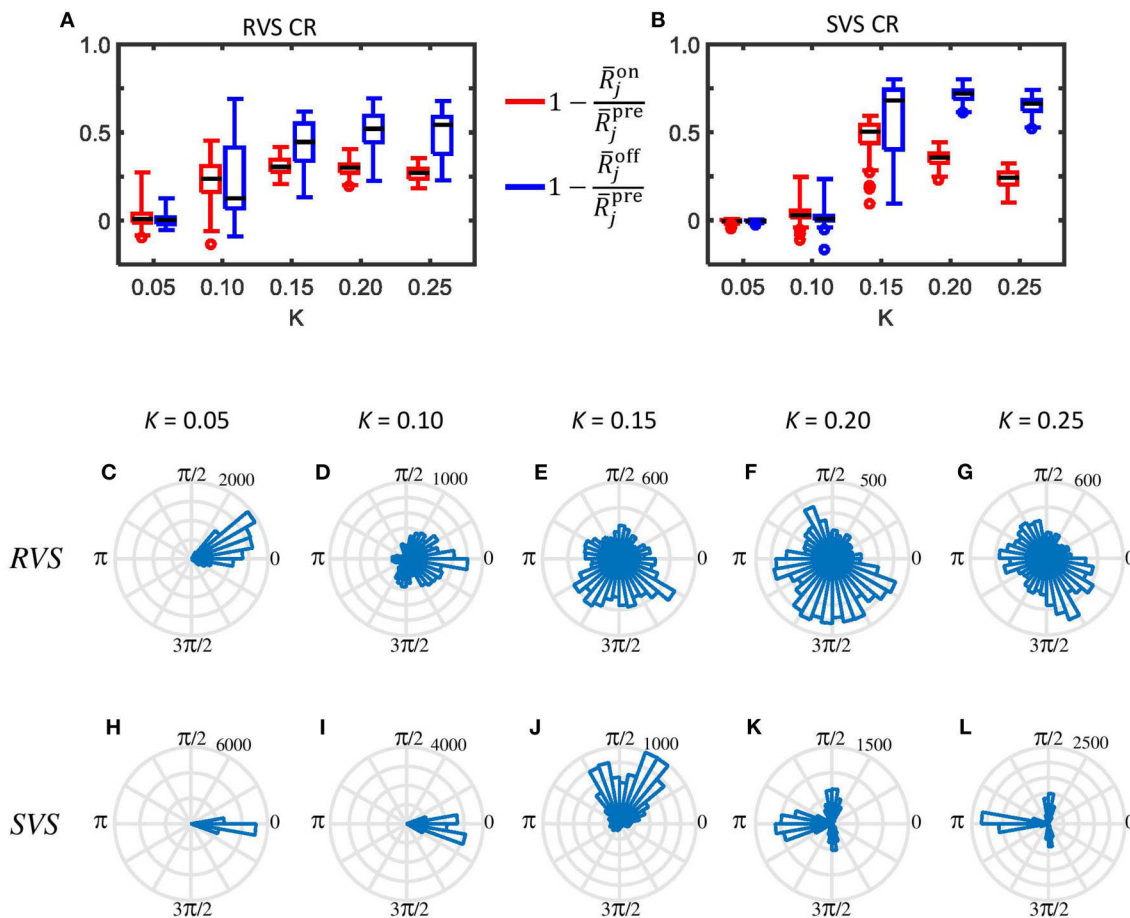 A
RVS CR
1.0
0.5
0
0.05 0.10 0.15 0.20 0.25
K
1 − R̄ⱼᵒⁿ / R̄ⱼᵖʳᵉ
1 − R̄ⱼᵒᶠᶠ / R̄ⱼᵖʳᵉ
B
SVS CR
1.0
0.5
0
0.05 0.10 0.15 0.20 0.25
K
K = 0.05 K = 0.10 K = 0.15 K = 0.20 K = 0.25
RVS
C π/2 2000
π 0
3π/2
D π/2 1000
π 0
3π/2
E π/2 600
π 0
3π/2
F π/2 500
π 0
3π/2
G π/2 600
π 0
3π/2
SVS
H π/2 6000
π 0
3π/2
I π/2 4000
π 0
3π/2
J π/2 1000
π 0
3π/2
K π/2 1500
π 0
3π/2
L π/2 2500
π 0
3π/2